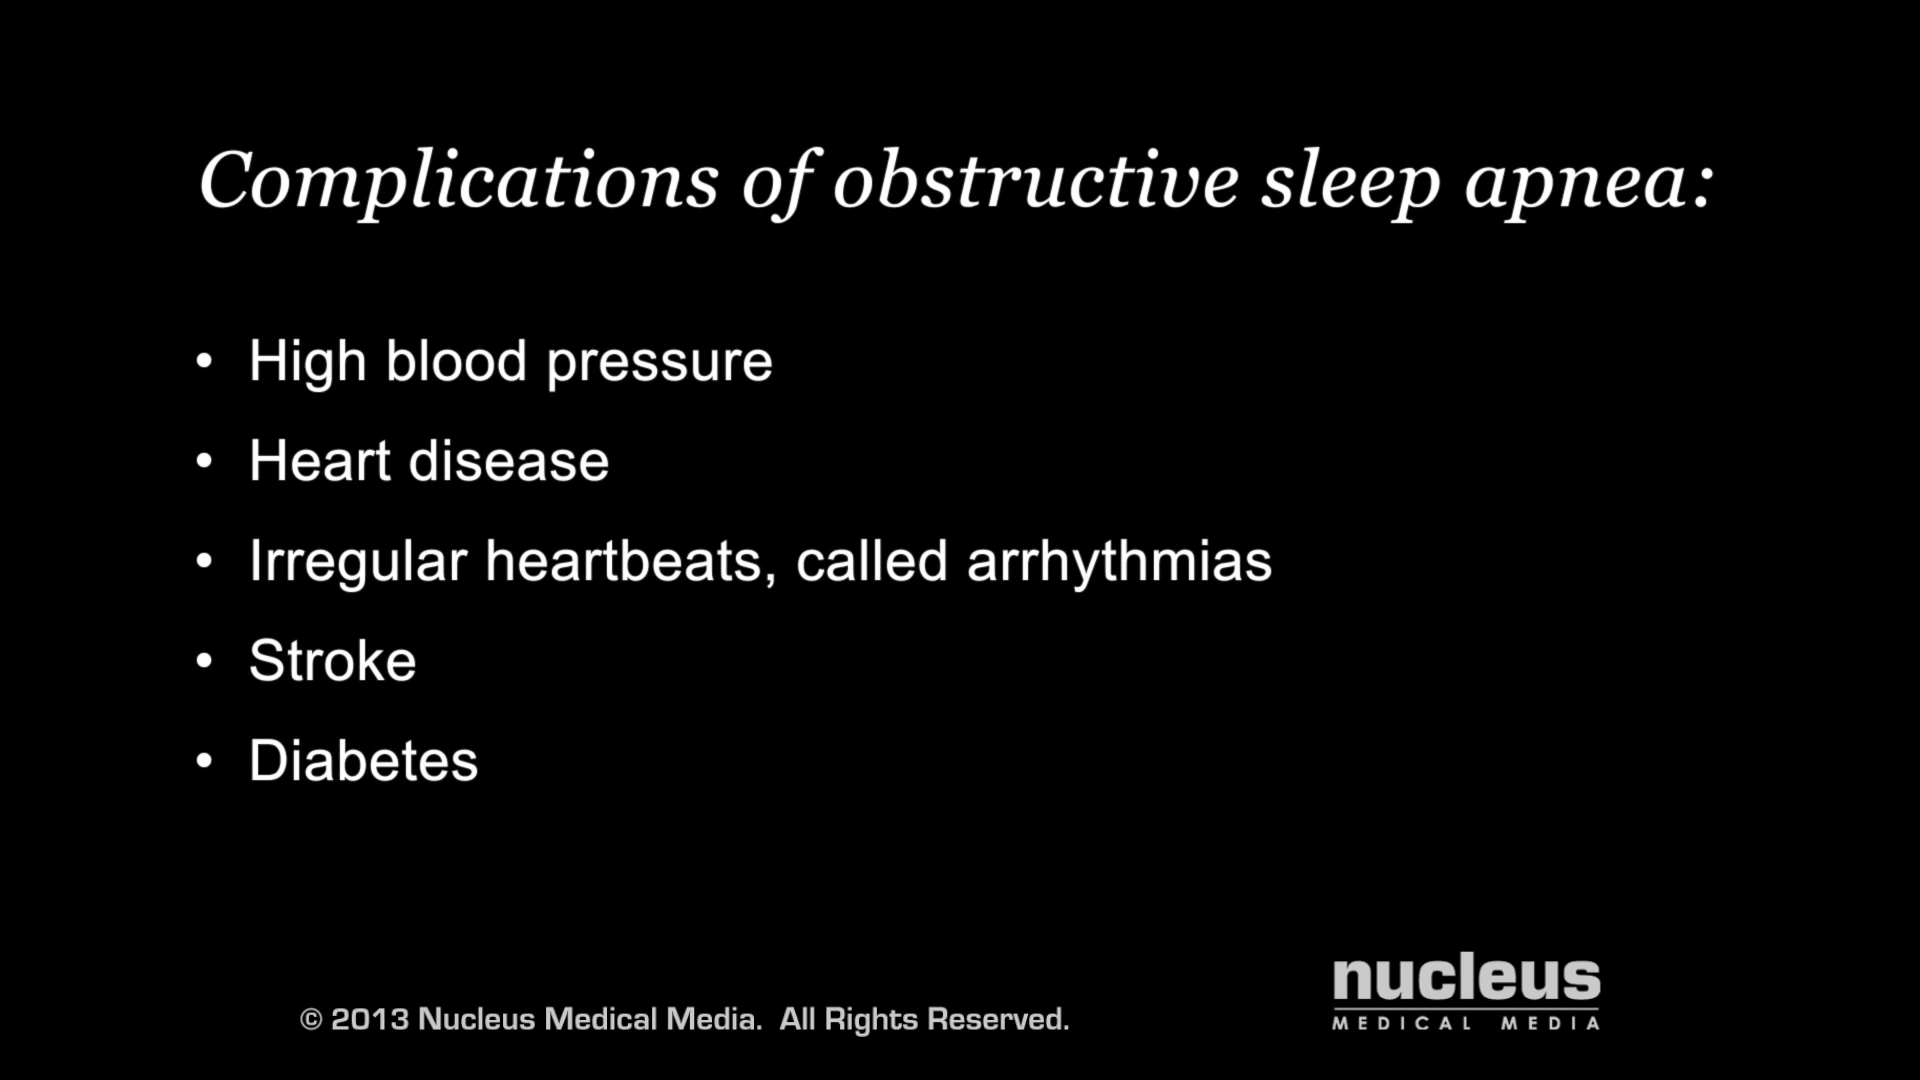 Complications of obstructive sleep apnea:
• High blood pressure
• Heart disease
• Irregular heartbeats, called arrhythmias
• Stroke
• Diabetes
© 2013 Nucleus Medical Media. All Rights Reserved.
nucleus
MEDICAL MEDIA